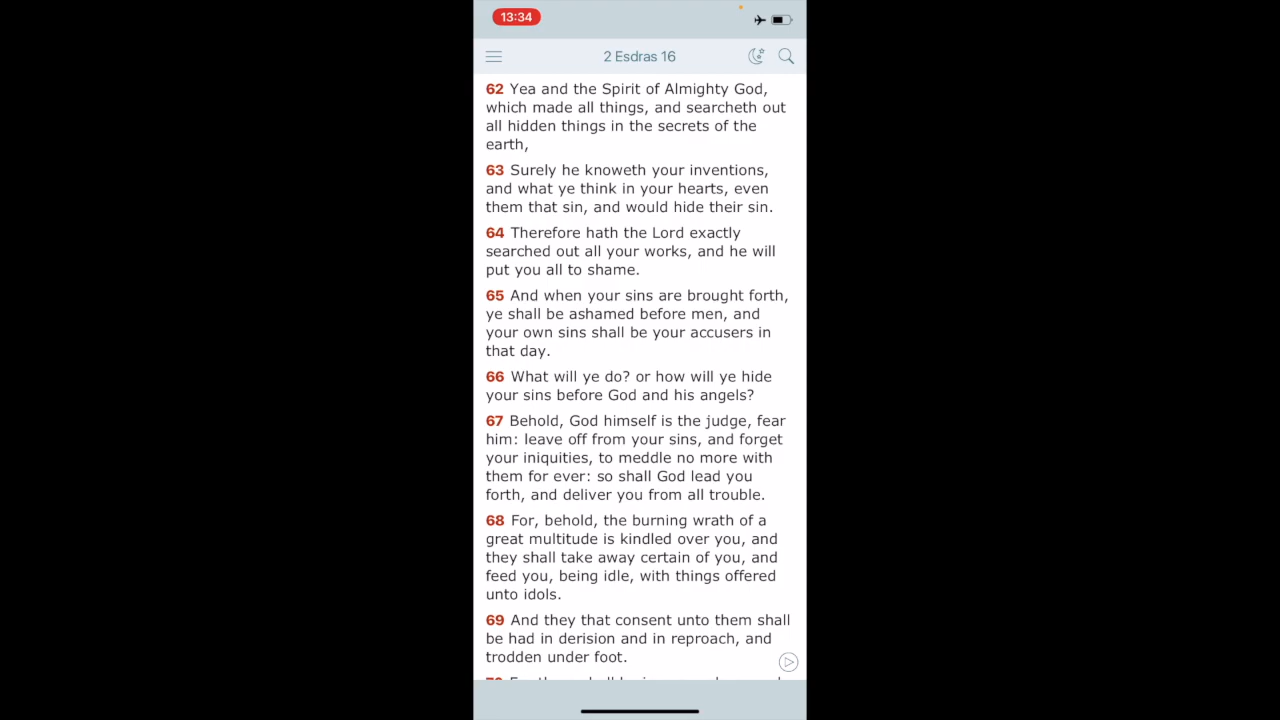 13:34
2 Esdras 16
62 Yea and the Spirit of Almighty God,
which made all things, and searcheth out
all hidden things in the secrets of the
earth,
63 Surely he knoweth your inventions,
and what ye think in your hearts, even
them that sin, and would hide their sin.
64 Therefore hath the Lord exactly
searched out all your works, and he will
put you all to shame.
65 And when your sins are brought forth,
ye shall be ashamed before men, and
your own sins shall be your accusers in
that day.
66 What will ye do? or how will ye hide
your sins before God and his angels?
67 Behold, God himself is the judge, fear
him: leave off from your sins, and forget
your iniquities, to meddle no more with
them for ever: so shall God lead you
forth, and deliver you from all trouble.
68 For, behold, the burning wrath of a
great multitude is kindled over you, and
they shall take away certain of you, and
feed you, being idle, with things offered
unto idols.
69 And they that consent unto them shall
be had in derision and in reproach, and
trodden under foot.